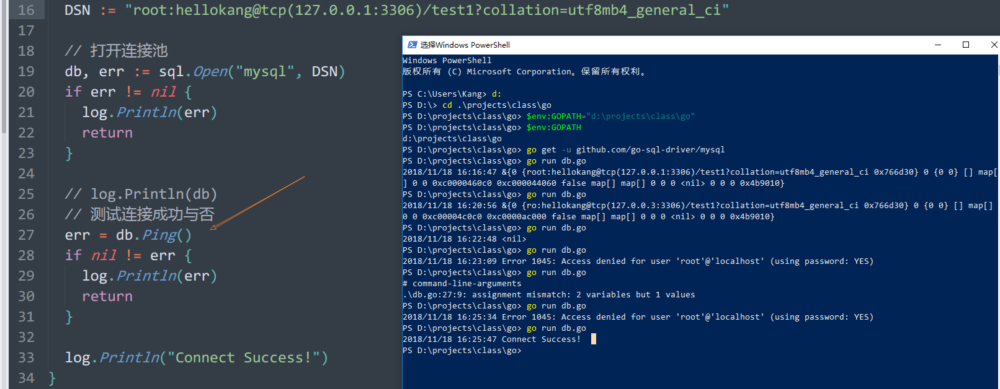 16 DSN := "root:hellokang@tcp(127.0.0.1:3306)/test1?collation=utf8mb4_general_ci"
17
18 // 打开连接池
19 db, err := sql.Open("mysql", DSN)
20 if err != nil {
21 log.Println(err)
22 return
23 }
24
25 // log.Println(db)
26 // 测试连接成功与否
27 err = db.Ping()
28 if nil != err {
29 log.Println(err)
30 return
31 }
32
33 log.Println("Connect Success!")
34 }
选择Windows PowerShell
Windows PowerShell
版权所有 (C) Microsoft Corporation。保留所有权利。
PS C:\Users\Kang> d:
PS D:\> cd .\projects\class\go
PS D:\projects\class\go> $env:GOPATH="d:\projects\class\go"
PS D:\projects\class\go> $env:GOPATH
d:\projects\class\go
PS D:\projects\class\go> go get -u github.com/go-sql-driver/mysql
PS D:\projects\class\go> go run db.go
2018/11/18 16:16:47 &{0 {root:hellokang@tcp(127.0.0.1:3306)/test1?collation=utf8mb4_general_ci 0x766d30} 0 {0 0} [] map[
] 0 0 0xc0000460c0 0xc000044060 false map[] map[] 0 0 0 <nil> 0 0 0 0x4b9010}
PS D:\projects\class\go> go run db.go
2018/11/18 16:20:56 &{0 {ro:hellokang@tcp(127.0.0.3:3306)/test1?collation=utf8mb4_general_ci 0x766d30} 0 {0 0} [] map[]
0 0 0xc00004c0c0 0xc0000ac000 false map[] map[] 0 0 0 <nil> 0 0 0 0x4b9010}
PS D:\projects\class\go> go run db.go
2018/11/18 16:22:48 <nil>
PS D:\projects\class\go> go run db.go
2018/11/18 16:23:09 Error 1045: Access denied for user 'root'@'localhost' (using password: YES)
PS D:\projects\class\go> go run db.go
# command-line-arguments
.\db.go:27:9: assignment mismatch: 2 variables but 1 values
PS D:\projects\class\go> go run db.go
2018/11/18 16:25:34 Error 1045: Access denied for user 'root'@'localhost' (using password: YES)
PS D:\projects\class\go> go run db.go
2018/11/18 16:25:47 Connect Success!
PS D:\projects\class\go>